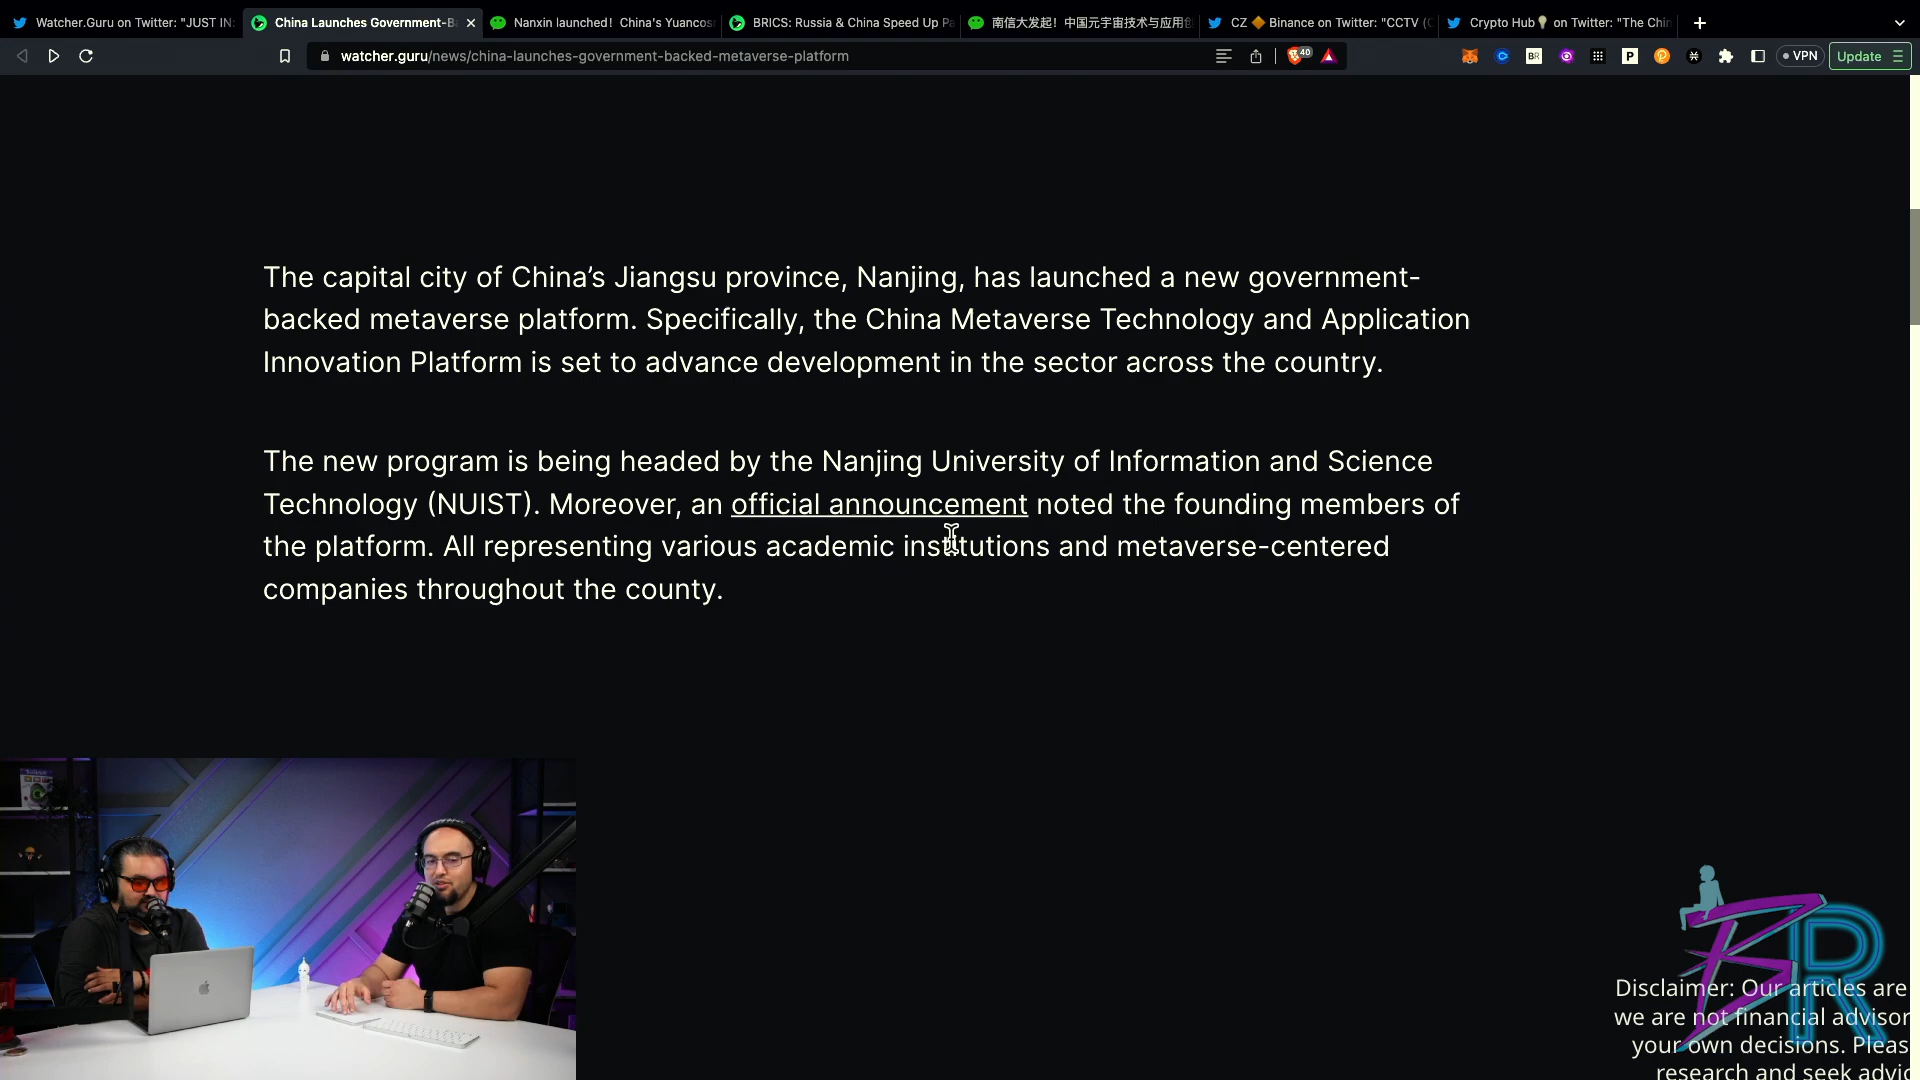 Watcher.Guru on Twitter: "JUST IN:
China Launches Government-B
Nanxin launched! China's Yuancos
BRICS: Russia & China Speed Up Pa
南信大发起！中国元宇宙技术与应用创
CZ 🔶 Binance on Twitter: "CCTV (C
Crypto Hub💡 on Twitter: "The Chin
watcher.guru/news/china-launches-government-backed-metaverse-platform
40
BR
P
VPN
Update
The capital city of China’s Jiangsu province, Nanjing, has launched a new government-
backed metaverse platform. Specifically, the China Metaverse Technology and Application
Innovation Platform is set to advance development in the sector across the country.
The new program is being headed by the Nanjing University of Information and Science
Technology (NUIST). Moreover, an official announcement noted the founding members of
the platform. All representing various academic institutions and metaverse-centered
companies throughout the county.
BR
Disclaimer: Our articles are
we are not financial advisor
your own decisions. Pleas
research and seek advic